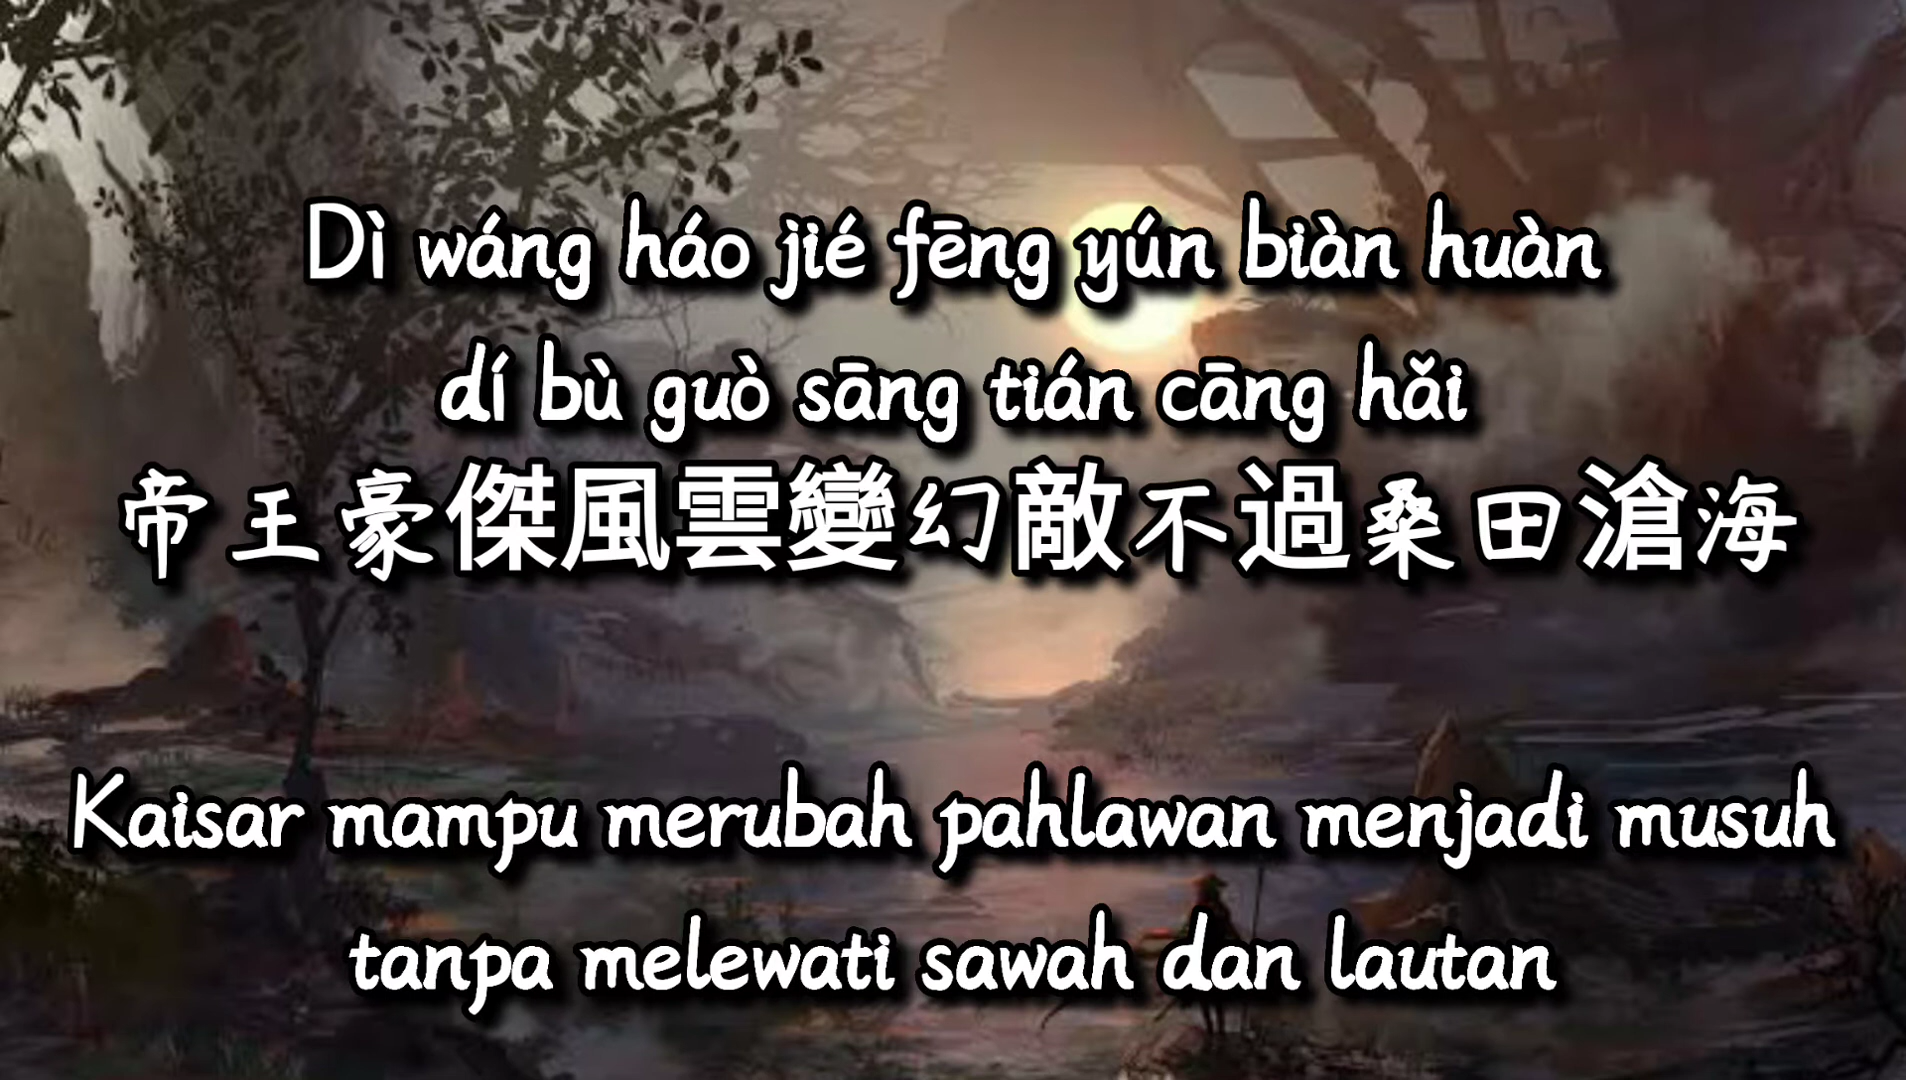 Dì wáng háo jié fēng yún biàn huàn
dí bù guò sāng tián cāng hǎi
帝王豪傑風雲變幻敵不過桑田滄海
Kaisar mampu merubah pahlawan menjadi musuh
tanpa melewati sawah dan lautan